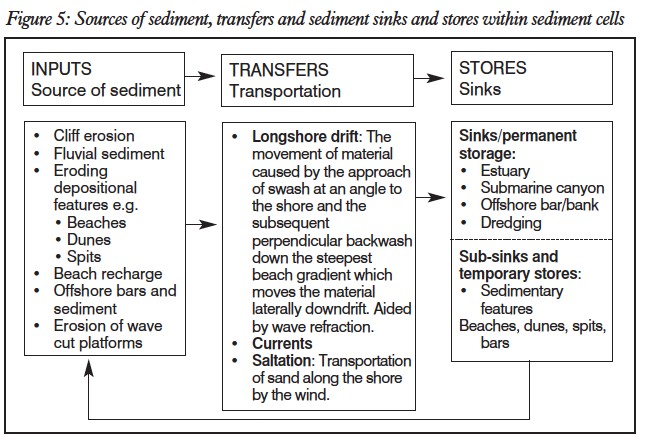 Figure 5: Sources of sediment, transfers and sediment sinks and stores within sediment cells
INPUTS
Source of sediment
TRANSFERS
Transportation
STORES
Sinks
• Cliff erosion
• Fluvial sediment
• Eroding
depositional
features e.g.
• Beaches
• Dunes
• Spits
• Beach recharge
• Offshore bars and
sediment
• Erosion of wave
cut platforms
• Longshore drift: The
movement of material
caused by the approach
of swash at an angle to
the shore and the
subsequent
perpendicular backwash
down the steepest
beach gradient which
moves the material
laterally downdrift. Aided
by wave refraction.
• Currents
• Saltation: Transportation
of sand along the shore
by the wind.
Sinks/permanent
storage:
• Estuary
• Submarine canyon
• Offshore bar/bank
• Dredging
Sub-sinks and
temporary stores:
• Sedimentary
features
Beaches, dunes, spits,
bars